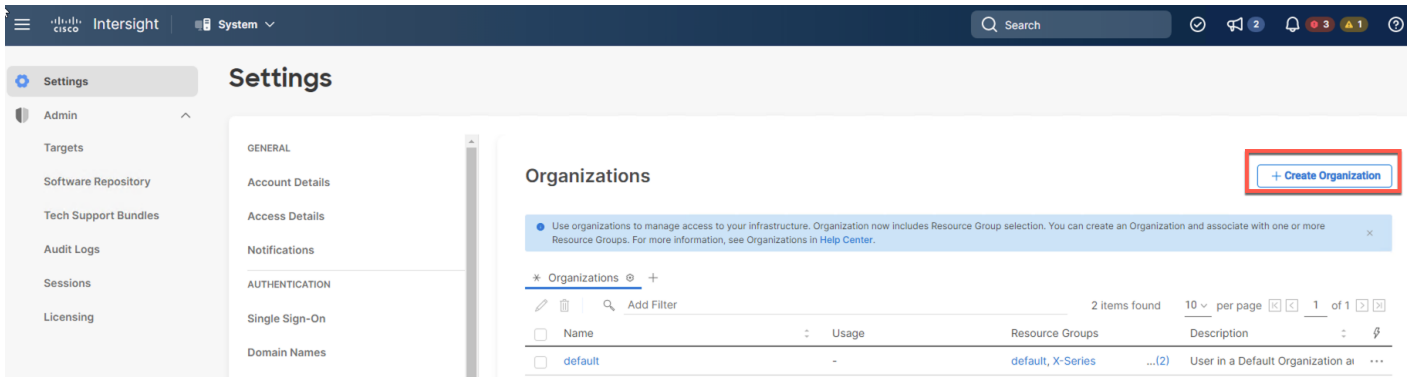 cisco Intersight System Search 2 3 1
Settings
Settings
Admin
Targets
Software Repository
Tech Support Bundles
Audit Logs
Sessions
Licensing
GENERAL
Account Details
Access Details
Notifications
AUTHENTICATION
Single Sign-On
Domain Names
Organizations
+ Create Organization
Use organizations to manage access to your infrastructure. Organization now includes Resource Group selection. You can create an Organization and associate with one or more
Resource Groups. For more information, see Organizations in Help Center.
Organizations +
Add Filter 2 items found 10 per page 1 of 1
Name Usage Resource Groups Description
default - default, X-Series ...(2) User in a Default Organization